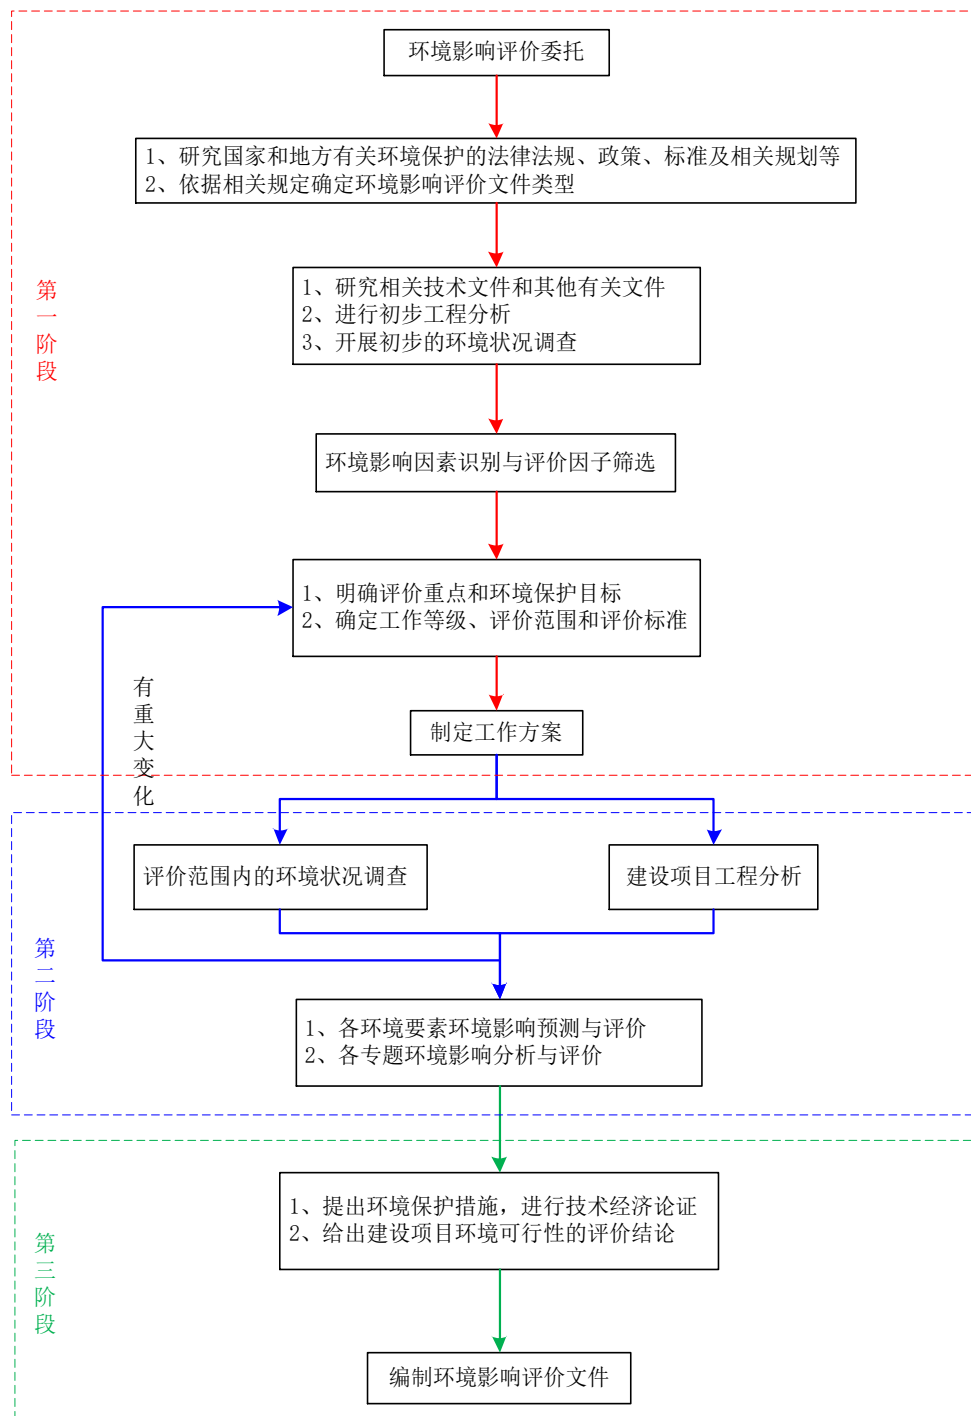 环境影响评价委托
1、研究国家和地方有关环境保护的法律法规、政策、标准及相关规划等
2、依据相关规定确定环境影响评价文件类型
第一阶段
1、研究相关技术文件和其他有关文件
2、进行初步工程分析
3、开展初步的环境状况调查
环境影响因素识别与评价因子筛选
1、明确评价重点和环境保护目标
2、确定工作等级、评价范围和评价标准
有重大变化
制定工作方案
评价范围内的环境状况调查
建设项目工程分析
第二阶段
1、各环境要素环境影响预测与评价
2、各专题环境影响分析与评价
第三阶段
1、提出环境保护措施，进行技术经济论证
2、给出建设项目环境可行性的评价结论
编制环境影响评价文件